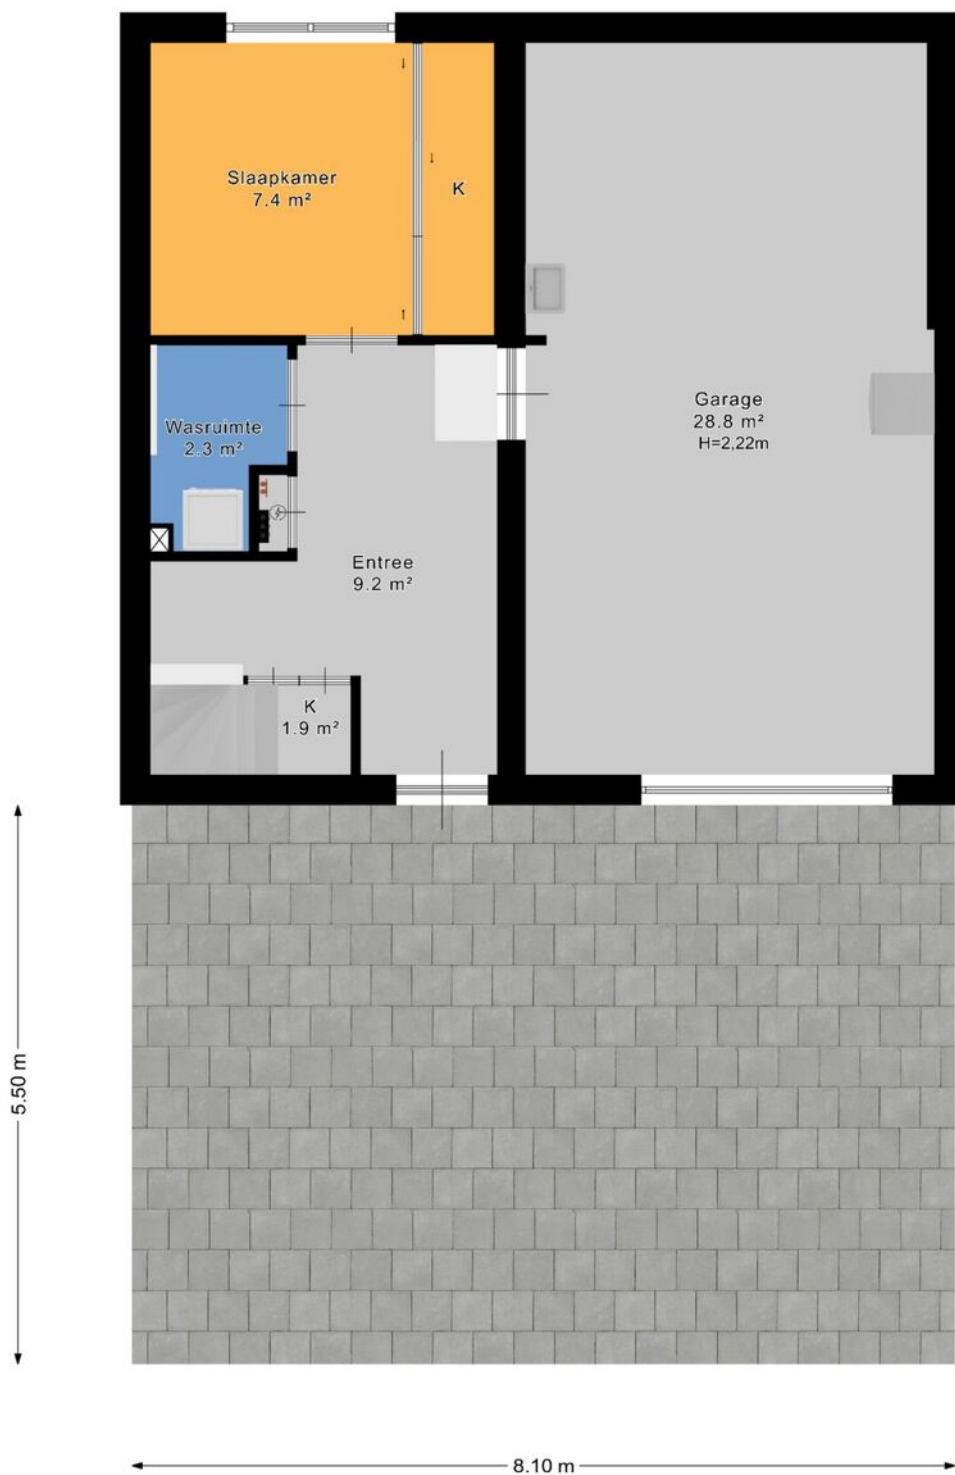 Slaapkamer
7.4 m²
K
Wasruimte
2.3 m²
Garage
28.8 m²
H=2,22m
Entree
9.2 m²
K
1.9 m²
5.50 m
8.10 m